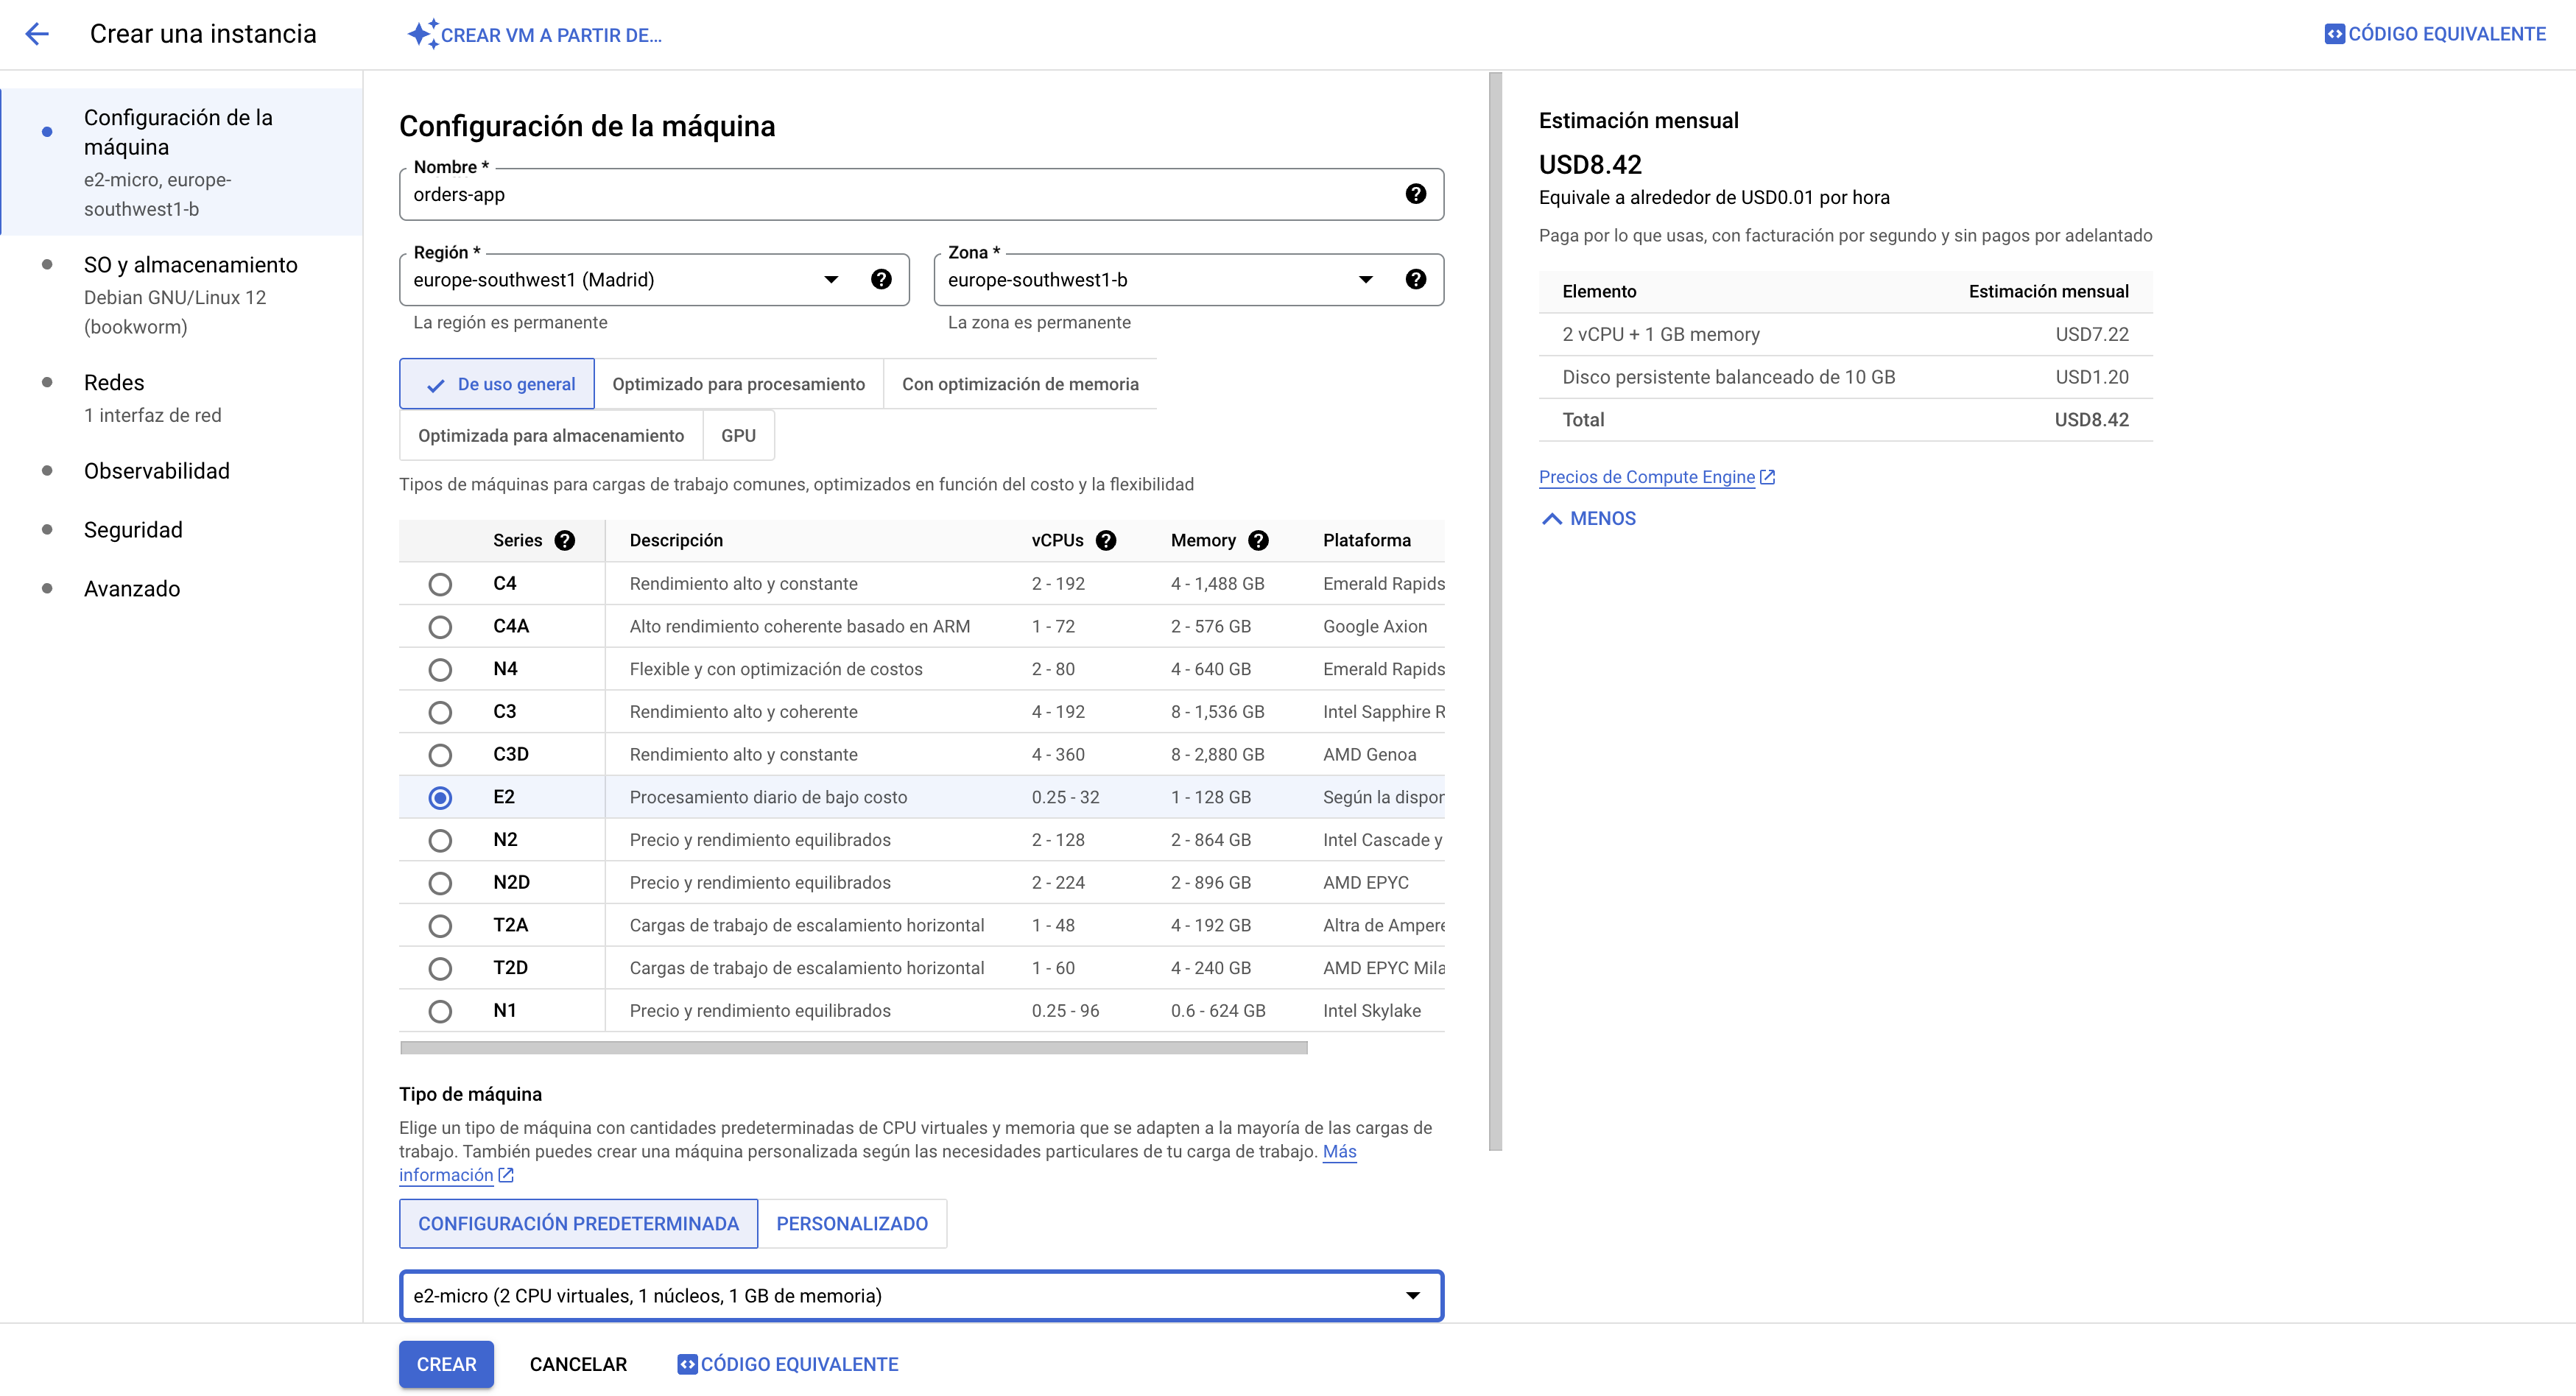 Crear una instancia
CREAR VM A PARTIR DE...
CÓDIGO EQUIVALENTE
Configuración de la
máquina
e2-micro, europe-
southwest1-b
SO y almacenamiento
Debian GNU/Linux 12
(bookworm)
Redes
1 interfaz de red
Observabilidad
Seguridad
Avanzado
Configuración de la máquina
Nombre *
orders-app
Región *
europe-southwest1 (Madrid)
La región es permanente
Zona *
europe-southwest1-b
La zona es permanente
De uso general
Optimizado para procesamiento
Con optimización de memoria
Optimizada para almacenamiento
GPU
Tipos de máquinas para cargas de trabajo comunes, optimizados en función del costo y la flexibilidad
Series Descripción vCPUs Memory Plataforma
C4 Rendimiento alto y constante 2 - 192 4 - 1,488 GB Emerald Rapids
C4A Alto rendimiento coherente basado en ARM 1 - 72 2 - 576 GB Google Axion
N4 Flexible y con optimización de costos 2 - 80 4 - 640 GB Emerald Rapids
C3 Rendimiento alto y coherente 4 - 192 8 - 1,536 GB Intel Sapphire R
C3D Rendimiento alto y constante 4 - 360 8 - 2,880 GB AMD Genoa
E2 Procesamiento diario de bajo costo 0.25 - 32 1 - 128 GB Según la dispor
N2 Precio y rendimiento equilibrados 2 - 128 2 - 864 GB Intel Cascade y
N2D Precio y rendimiento equilibrados 2 - 224 2 - 896 GB AMD EPYC
T2A Cargas de trabajo de escalamiento horizontal 1 - 48 4 - 192 GB Altra de Ampere
T2D Cargas de trabajo de escalamiento horizontal 1 - 60 4 - 240 GB AMD EPYC Mila
N1 Precio y rendimiento equilibrados 0.25 - 96 0.6 - 624 GB Intel Skylake
Tipo de máquina
Elige un tipo de máquina con cantidades predeterminadas de CPU virtuales y memoria que se adapten a la mayoría de las cargas de
trabajo. También puedes crear una máquina personalizada según las necesidades particulares de tu carga de trabajo. Más
información
CONFIGURACIÓN PREDETERMINADA
PERSONALIZADO
e2-micro (2 CPU virtuales, 1 núcleos, 1 GB de memoria)
CREAR
CANCELAR
CÓDIGO EQUIVALENTE
Estimación mensual
USD8.42
Equivale a alrededor de USD0.01 por hora
Paga por lo que usas, con facturación por segundo y sin pagos por adelantado
Elemento Estimación mensual
2 vCPU + 1 GB memory USD7.22
Disco persistente balanceado de 10 GB USD1.20
Total USD8.42
Precios de Compute Engine
MENOS